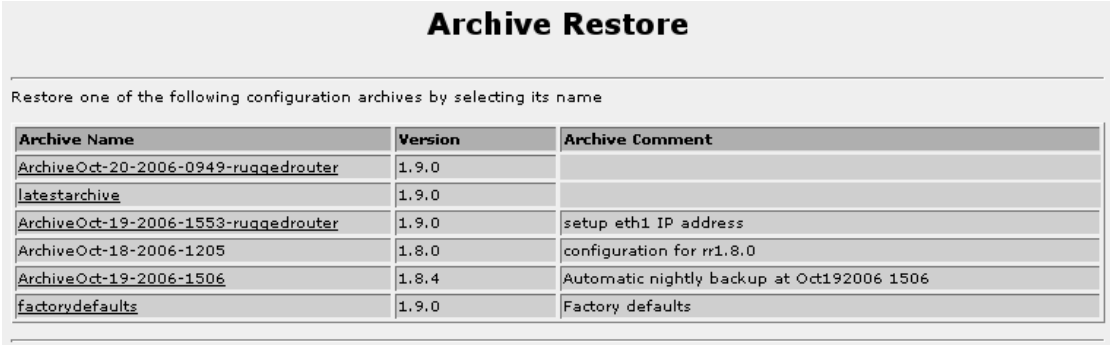 Archive Restore
Restore one of the following configuration archives by selecting its name
Archive Name Version Archive Comment
ArchiveOct-20-2006-0949-ruggedrouter 1.9.0
latestarchive 1.9.0
ArchiveOct-19-2006-1553-ruggedrouter 1.9.0 setup eth1 IP address
ArchiveOct-18-2006-1205 1.8.0 configuration for rr1.8.0
ArchiveOct-19-2006-1506 1.8.4 Automatic nightly backup at Oct192006 1506
factorydefaults 1.9.0 Factory defaults